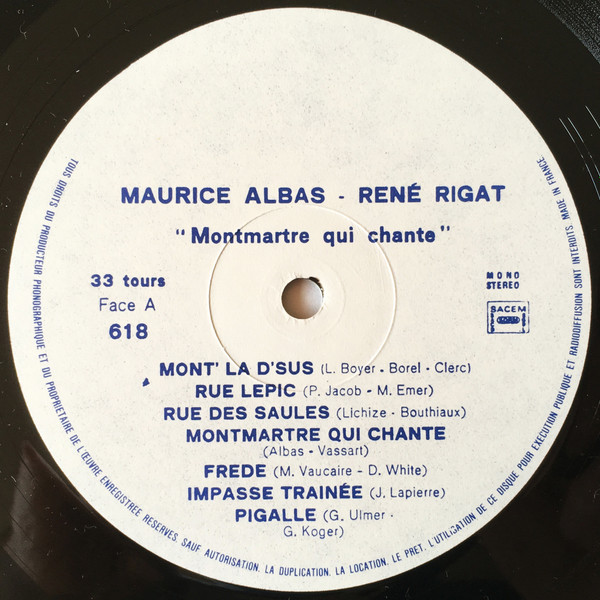 MAURICE ALBAS - RENÉ RIGAT
"Montmartre qui chante"
33 tours
Face A
618
MONO
STEREO
SACEM
MONT' LA D'SUS (L. Boyer - Borel - Clerc)
RUE LEPIC (P. Jacob - M. Emer)
RUE DES SAULES (Lichize - Bouthiaux)
MONTMARTRE QUI CHANTE
(Albas - Vassart)
FREDE (M. Vaucaire - D. White)
IMPASSE TRAINÉE (J. Lapierre)
PIGALLE (G. Ulmer -
G. Koger)
TOUS DROITS DU PRODUCTEUR PHONOGRAPHIQUE ET DU PROPRIETAIRE DE L'ŒUVRE ENREGISTREE RESERVES. SAUF AUTORISATION, LA DUPLICATION, LA LOCATION, LE PRET, L'UTILISATION DE CE DISQUE POUR EXECUTION PUBLIQUE ET RADIODIFFUSION SONT INTERDITS. MADE IN FRANCE.